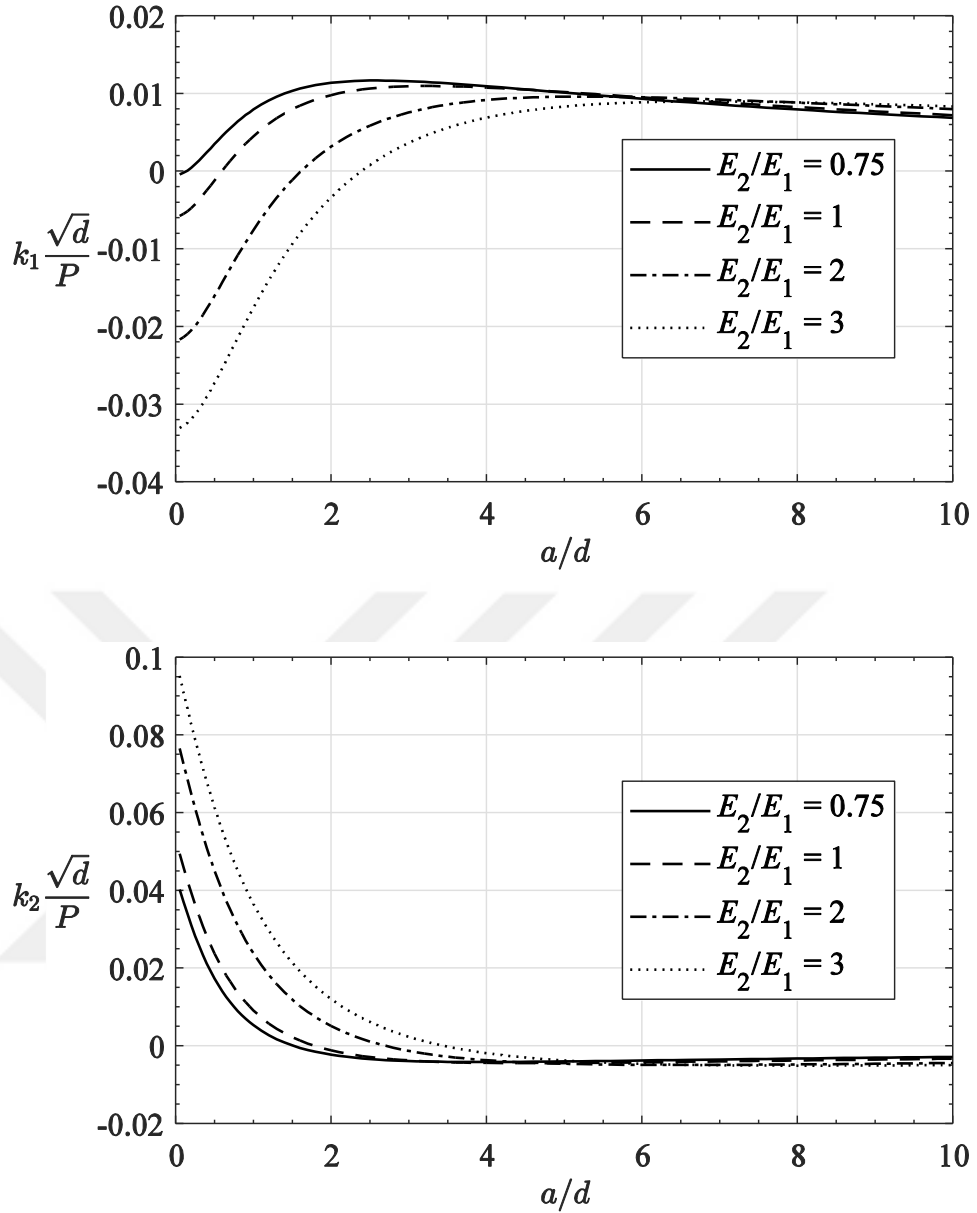 0.02
0.01
0
-0.01
-0.02
-0.03
-0.04
k₁ √d/P
E₂/E₁ = 0.75
E₂/E₁ = 1
E₂/E₁ = 2
E₂/E₁ = 3
0 2 4 6 8 10
a/d
0.1
0.08
0.06
0.04
0.02
0
-0.02
k₂ √d/P
E₂/E₁ = 0.75
E₂/E₁ = 1
E₂/E₁ = 2
E₂/E₁ = 3
0 2 4 6 8 10
a/d